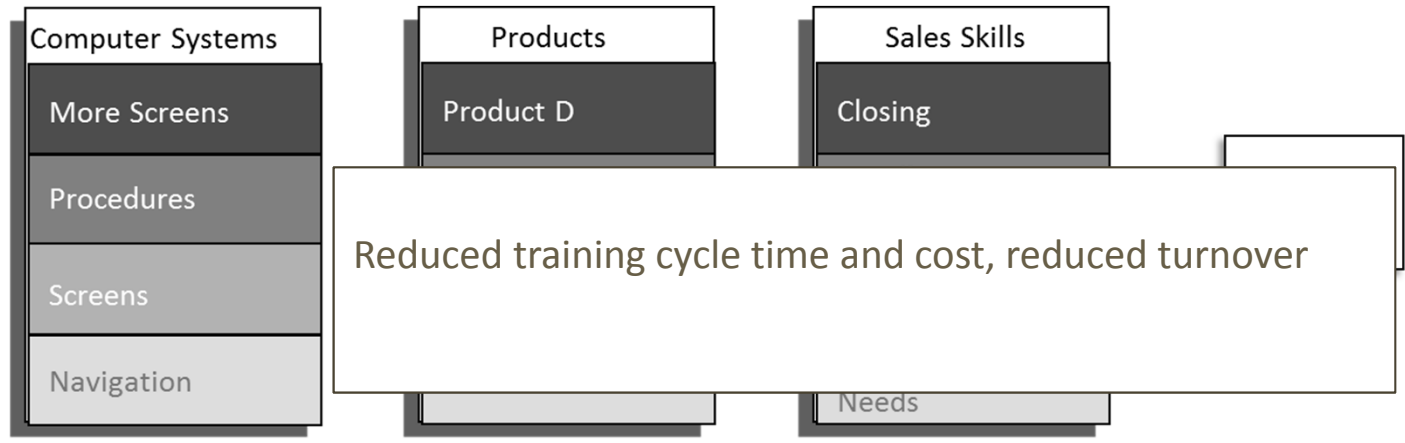 Computer Systems
More Screens
Procedures
Screens
Navigation
Products
Product D
Sales Skills
Closing
Needs
Reduced training cycle time and cost, reduced turnover